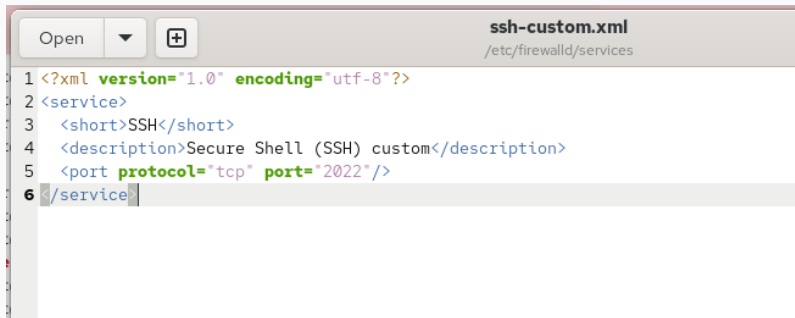 Open
ssh-custom.xml
/etc/firewalld/services
1 <?xml version="1.0" encoding="utf-8"?>
2 <service>
3   <short>SSH</short>
4   <description>Secure Shell (SSH) custom</description>
5   <port protocol="tcp" port="2022"/>
6 </service>